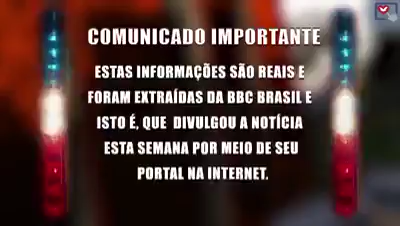 COMUNICADO IMPORTANTE
ESTAS INFORMAÇÕES SÃO REAIS E
FORAM EXTRAÍDAS DA BBC BRASIL E
ISTO É, QUE DIVULGOU A NOTÍCIA
ESTA SEMANA POR MEIO DE SEU
PORTAL NA INTERNET.